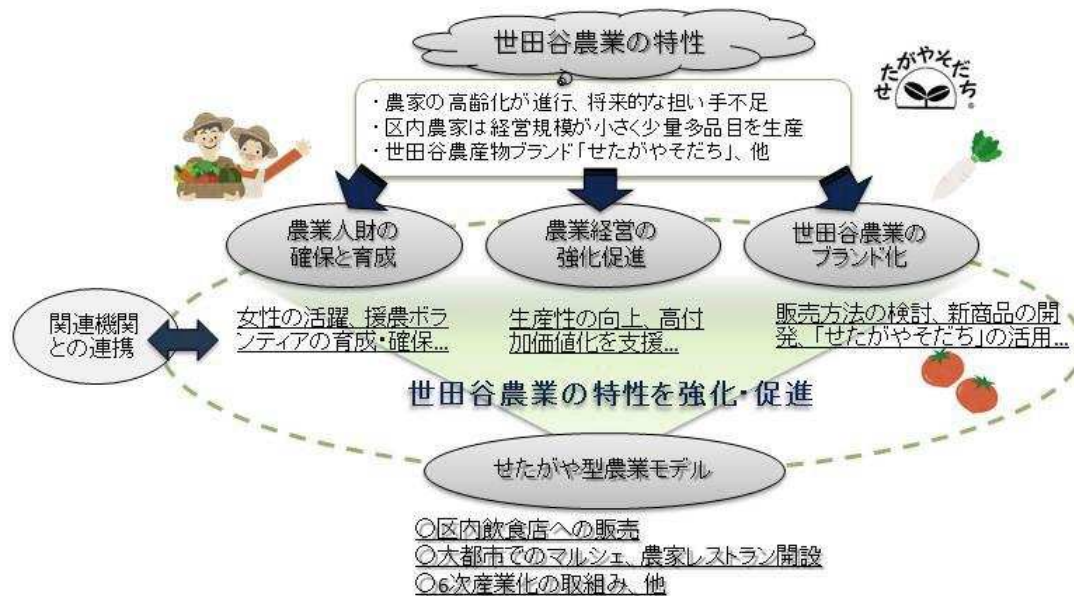 世田谷農業の特性
せたがやそだち
・農家の高齢化が進行、将来的な担い手不足
・区内農家は経営規模が小さく少量多品目を生産
・世田谷農産物ブランド「せたがやそだち」、他
農業人財の
確保と育成
農業経営の
強化促進
世田谷農業の
ブランド化
関連機関
との連携
女性の活躍、援農ボラ
ンティアの育成・確保...
生産性の向上、高付
加価値化を支援...
販売方法の検討、新商品の開
発、「せたがやそだち」の活用...
世田谷農業の特性を強化・促進
せたがや型農業モデル
○区内飲食店への販売
○大都市でのマルシェ、農家レストラン開設
○6次産業化の取組み、他